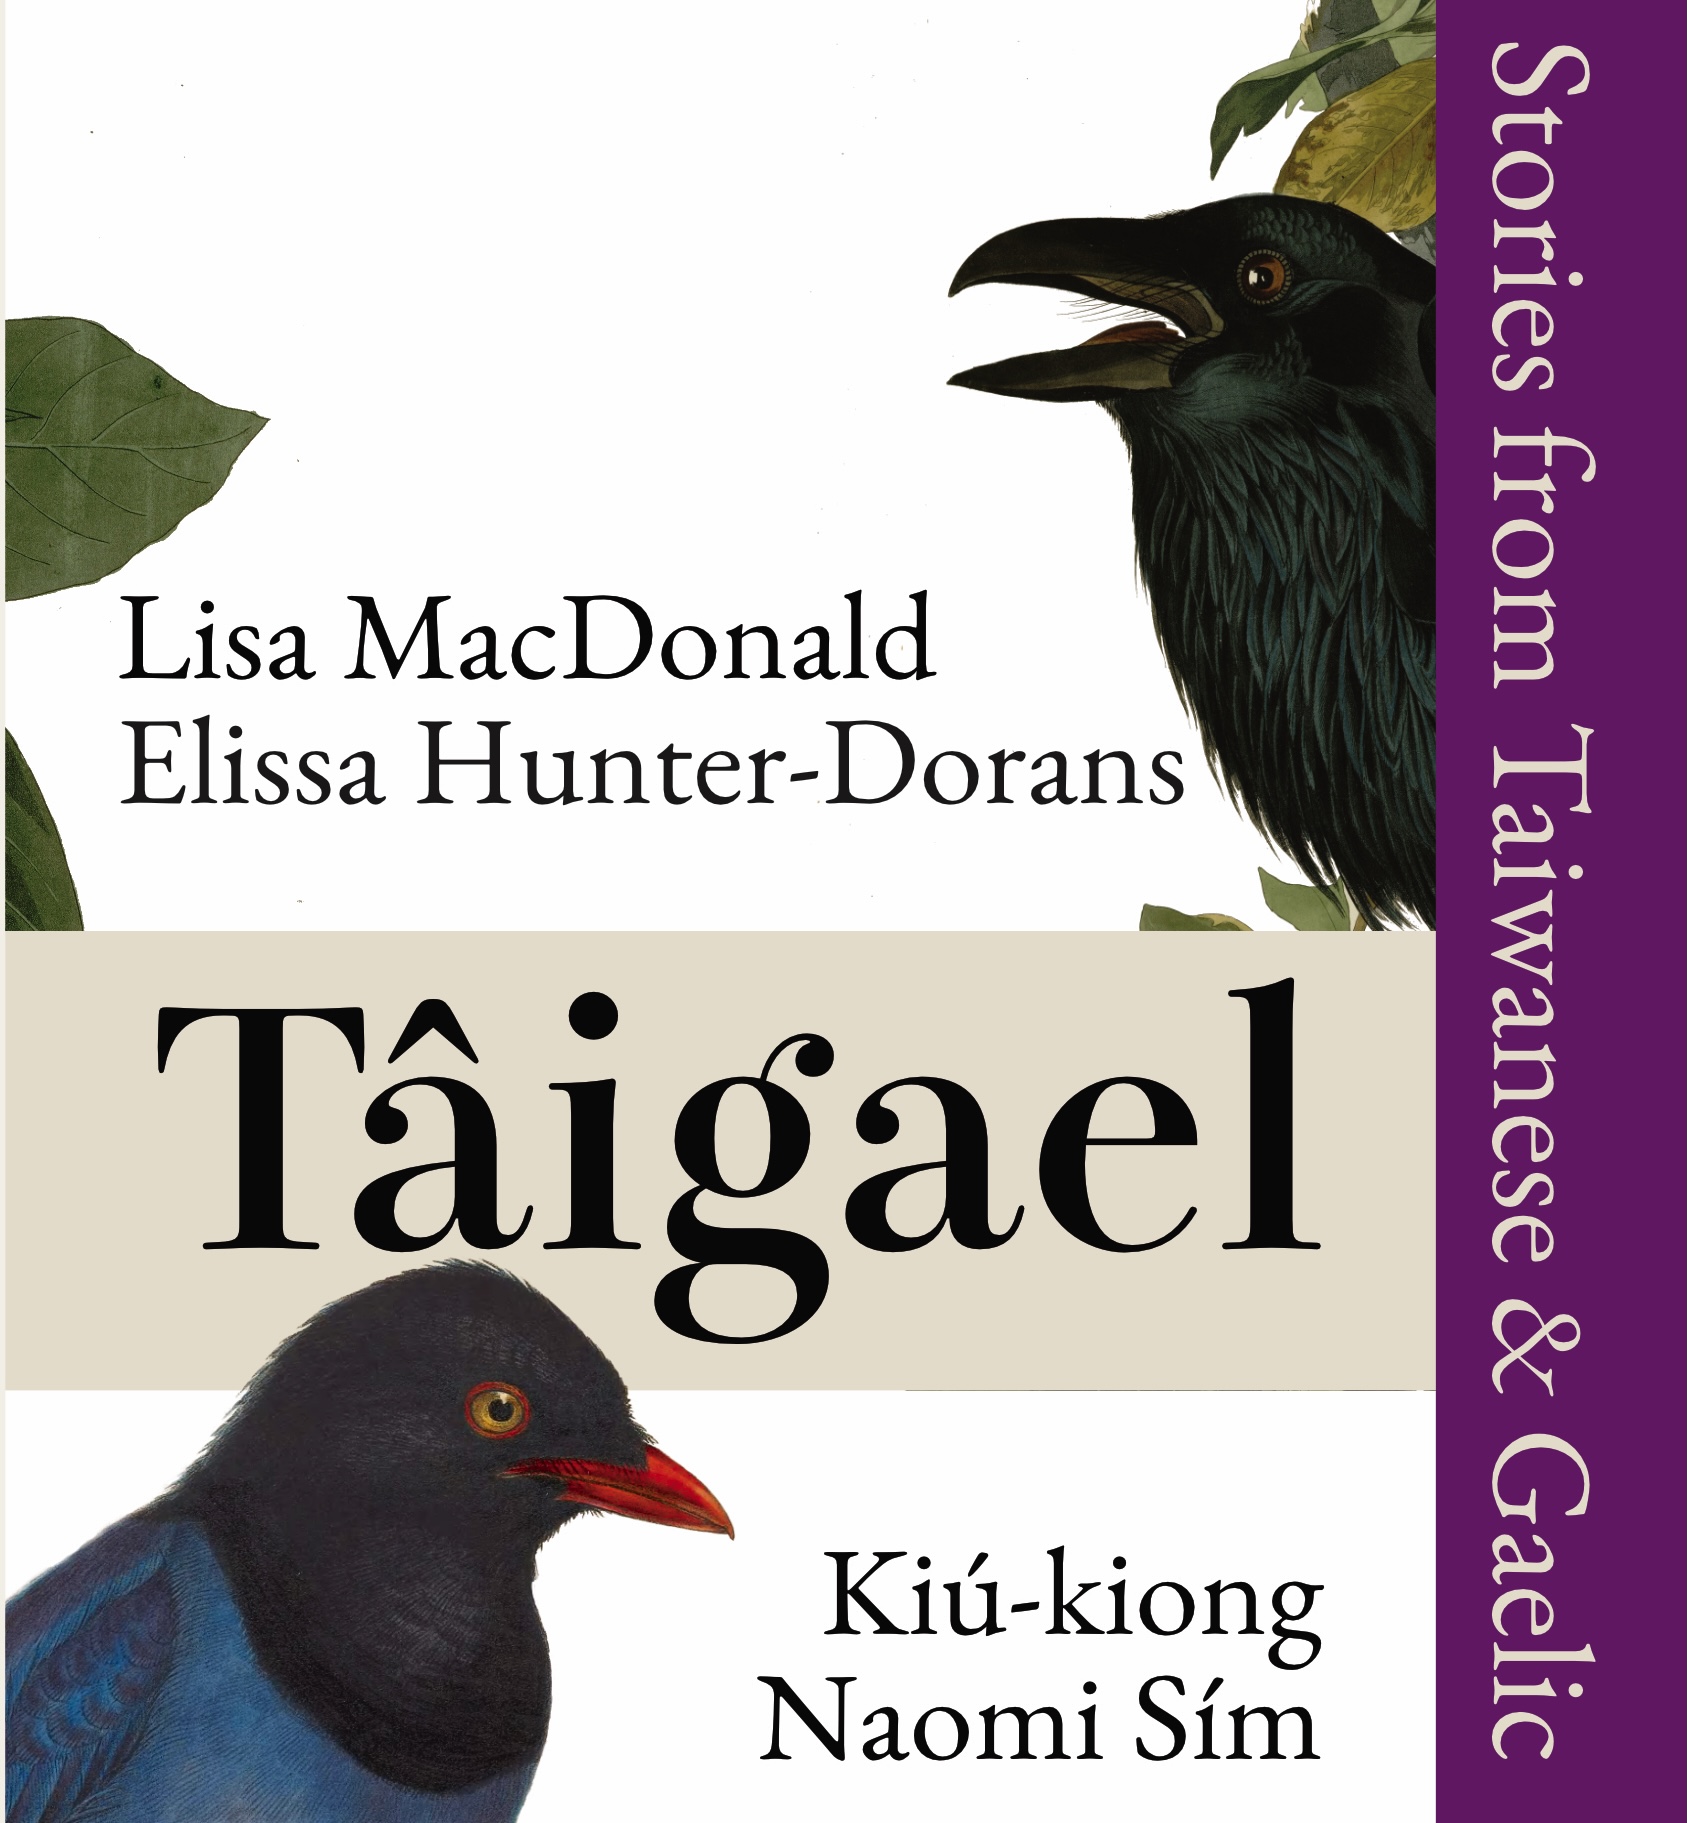 Lisa MacDonald
Elissa Hunter-Dorans
Tâigael
Kiú-kiong
Naomi Sím
Stories from Taiwanese & Gaelic